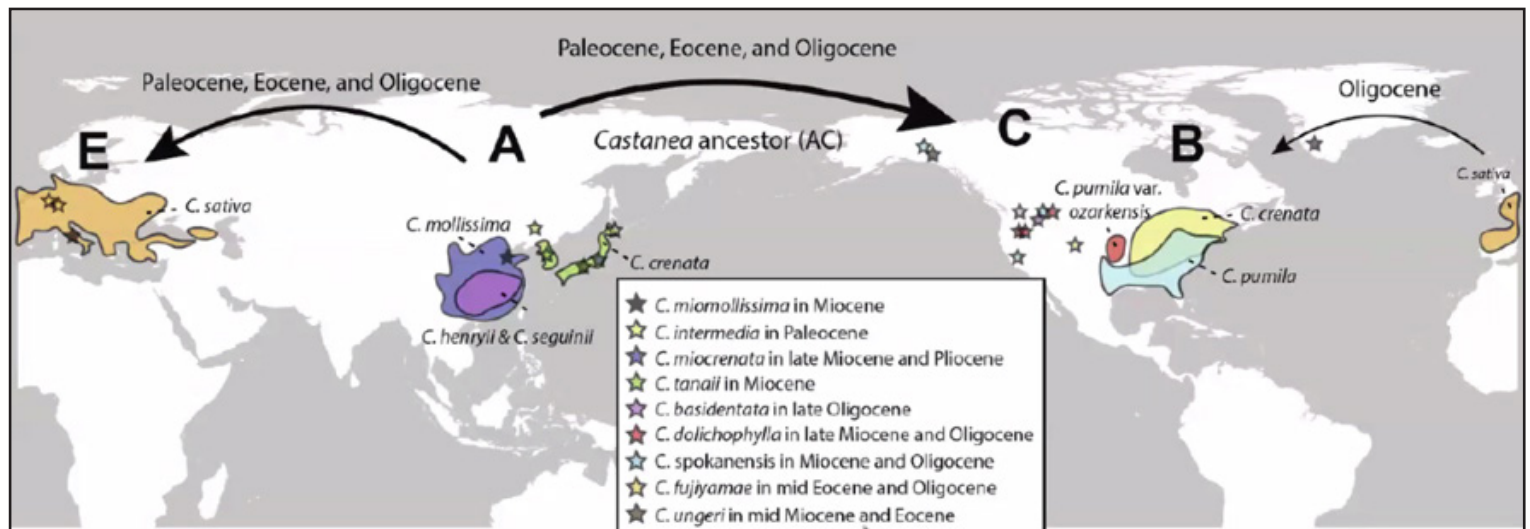 Paleocene, Eocene, and Oligocene
Paleocene, Eocene, and Oligocene
Oligocene
E
A
Castanea ancestor (AC)
C
B
C. sativa
C. sativa
C. mollissima
C. crenata
C. henryii & C. seguinii
C. pumila var.
ozarkensis
C. crenata
C. pumila
C. miomollissima in Miocene
C. intermedia in Paleocene
C. miocrenata in late Miocene and Pliocene
C. tanaii in Miocene
C. basidentata in late Oligocene
C. dolichophylla in late Miocene and Oligocene
C. spokanensis in Miocene and Oligocene
C. fujiyamae in mid Eocene and Oligocene
C. ungeri in mid Miocene and Eocene